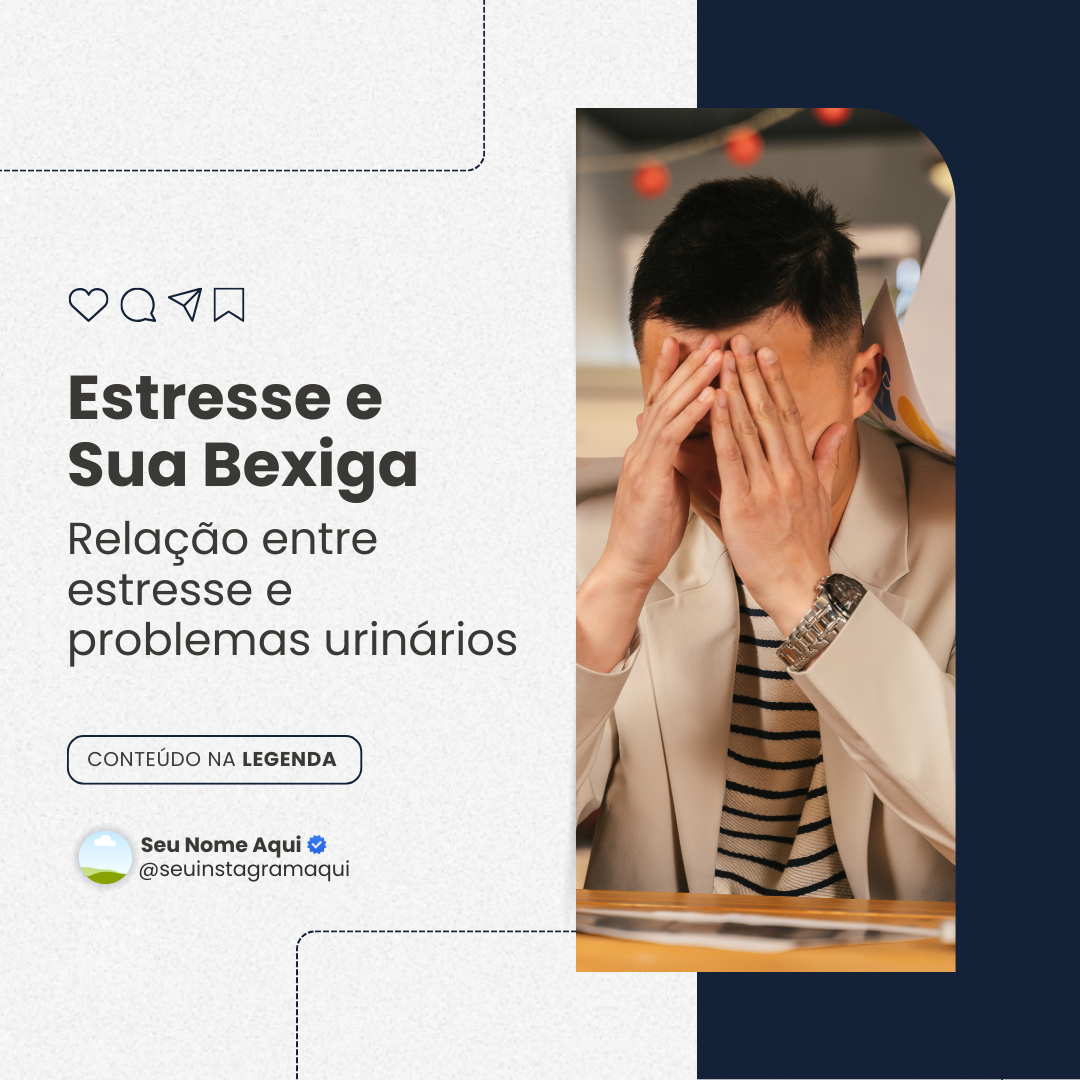 Estresse e
Sua Bexiga
Relação entre
estresse e
problemas urinários
CONTEÚDO NA LEGENDA
Seu Nome Aqui
@seuinstagramaqui